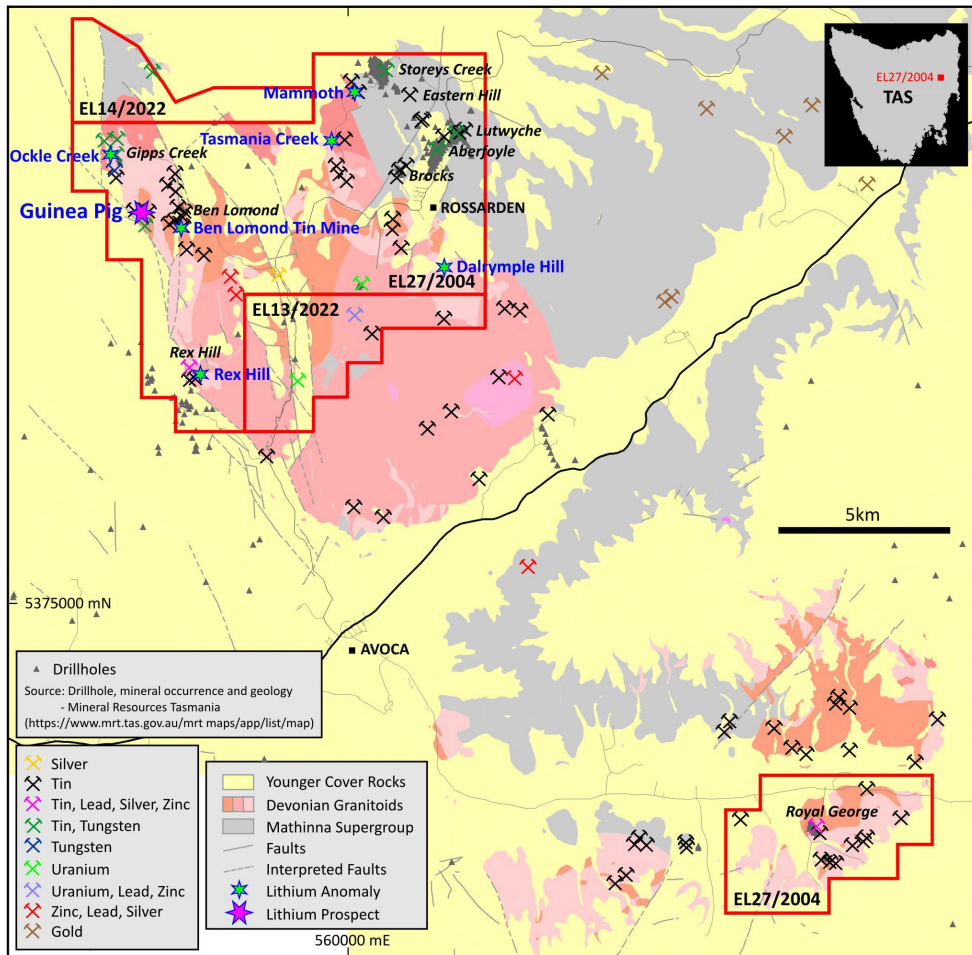 EL27/2004
TAS
Storeys Creek
Mammoth
Eastern Hill
EL14/2022
Tasmania Creek
Lutwyche
Ockle Creek
Gipps Creek
Aberfoyle
Brocks
Guinea Pig
Ben Lomond
ROSSARDEN
Ben Lomond Tin Mine
Dalrymple Hill
EL27/2004
EL13/2022
Rex Hill
Rex Hill
5km
5375000 mN
AVOCA
Drillholes
Source: Drillhole, mineral occurrence and geology
- Mineral Resources Tasmania
(https://www.mrt.tas.gov.au/mrt maps/app/list/map)
Silver
Tin
Tin, Lead, Silver, Zinc
Tin, Tungsten
Tungsten
Uranium
Uranium, Lead, Zinc
Zinc, Lead, Silver
Gold
Younger Cover Rocks
Devonian Granitoids
Mathinna Supergroup
Faults
Interpreted Faults
Lithium Anomaly
Lithium Prospect
Royal George
EL27/2004
560000 mE